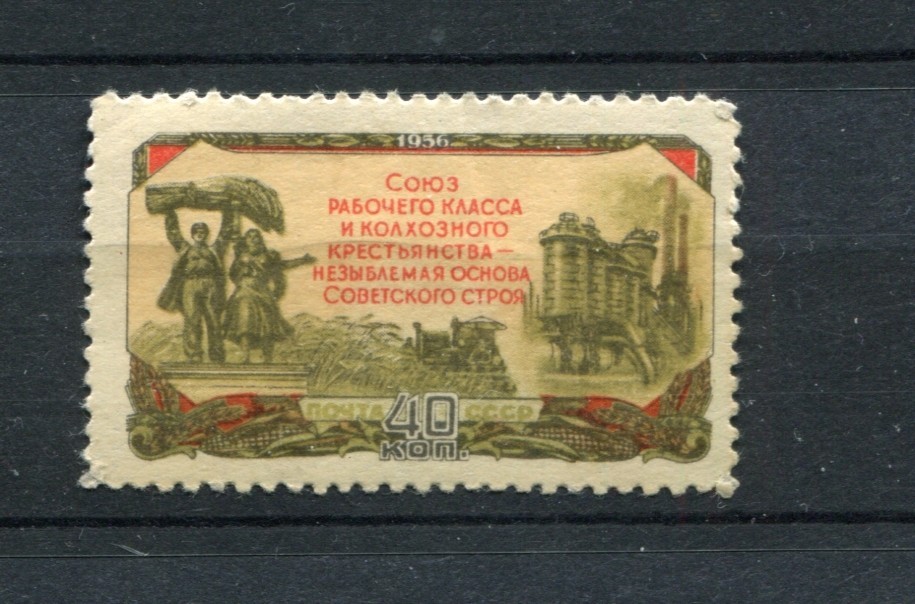 1956
Союз
рабочего класса
и колхозного
крестьянства —
незыблемая основа
Советского строя
ПОЧТА СССР
40
коп.